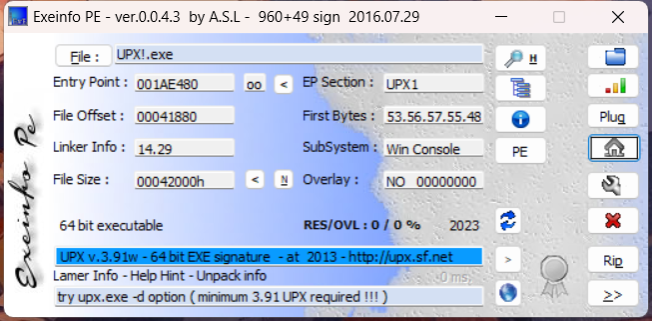 Exeinfo PE - ver.0.0.4.3 by A.S.L - 960+49 sign 2016.07.29
File : UPX!.exe H
Entry Point : 001AE480 oo < EP Section : UPX1
File Offset : 00041880 First Bytes : 53.56.57.55.48 Plug
Linker Info : 14.29 SubSystem : Win Console PE
File Size : 00042000h < N Overlay : NO 00000000
64 bit executable RES/OVL : 0 / 0 % 2023
UPX v.3.91w - 64 bit EXE signature - at 2013 - http://upx.sf.net > Rip
Lamer Info - Help Hint - Unpack info 0 ms.
try upx.exe -d option ( minimum 3.91 UPX required !!! ) >>
Exeinfo Pe